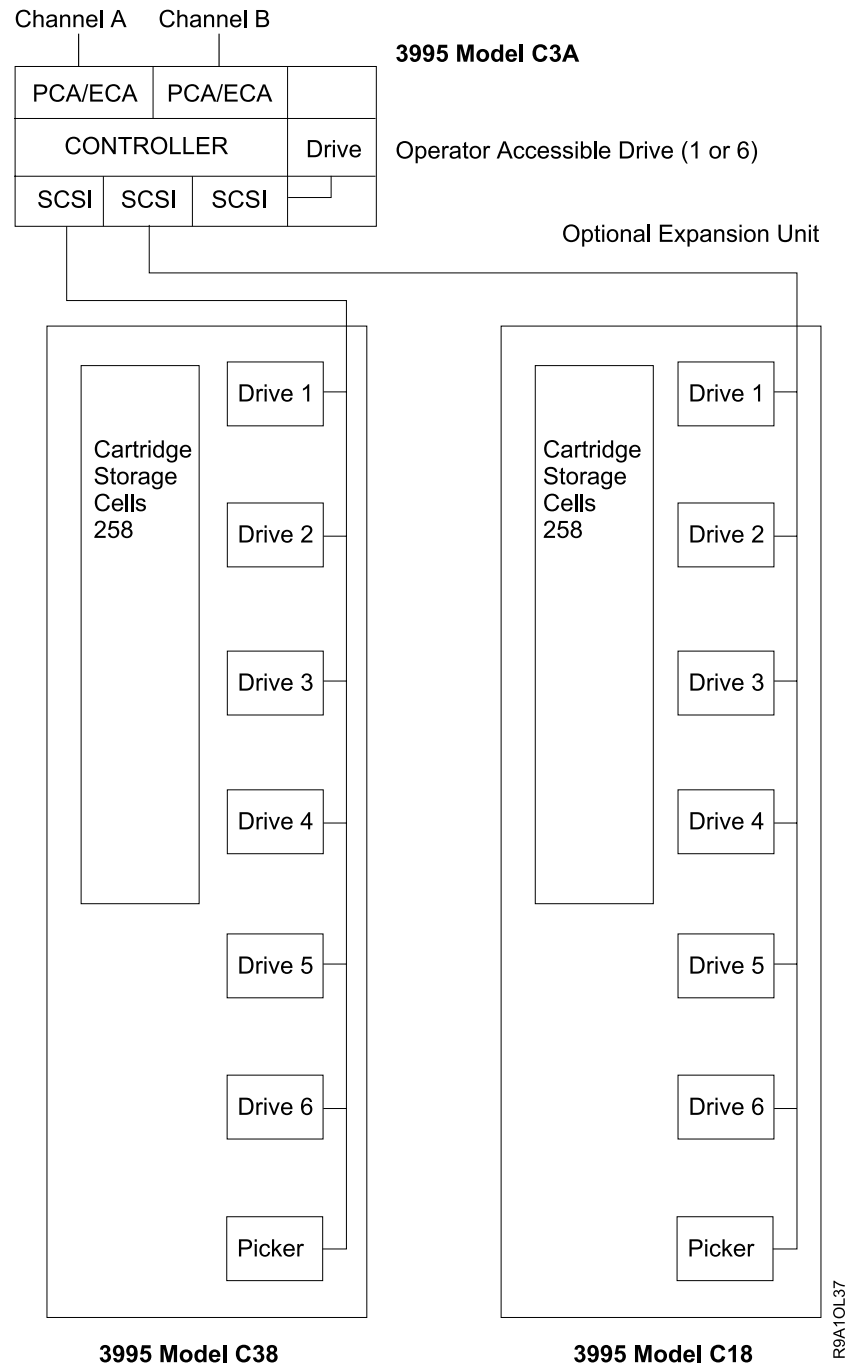 Channel A Channel B
3995 Model C3A
PCA/ECA PCA/ECA
CONTROLLER Drive Operator Accessible Drive (1 or 6)
SCSI SCSI SCSI
Optional Expansion Unit
Drive 1
Cartridge
Storage
Cells
258
Drive 2
Drive 3
Drive 4
Drive 5
Drive 6
Picker
3995 Model C38
Drive 1
Cartridge
Storage
Cells
258
Drive 2
Drive 3
Drive 4
Drive 5
Drive 6
Picker
3995 Model C18
R9A1OL37